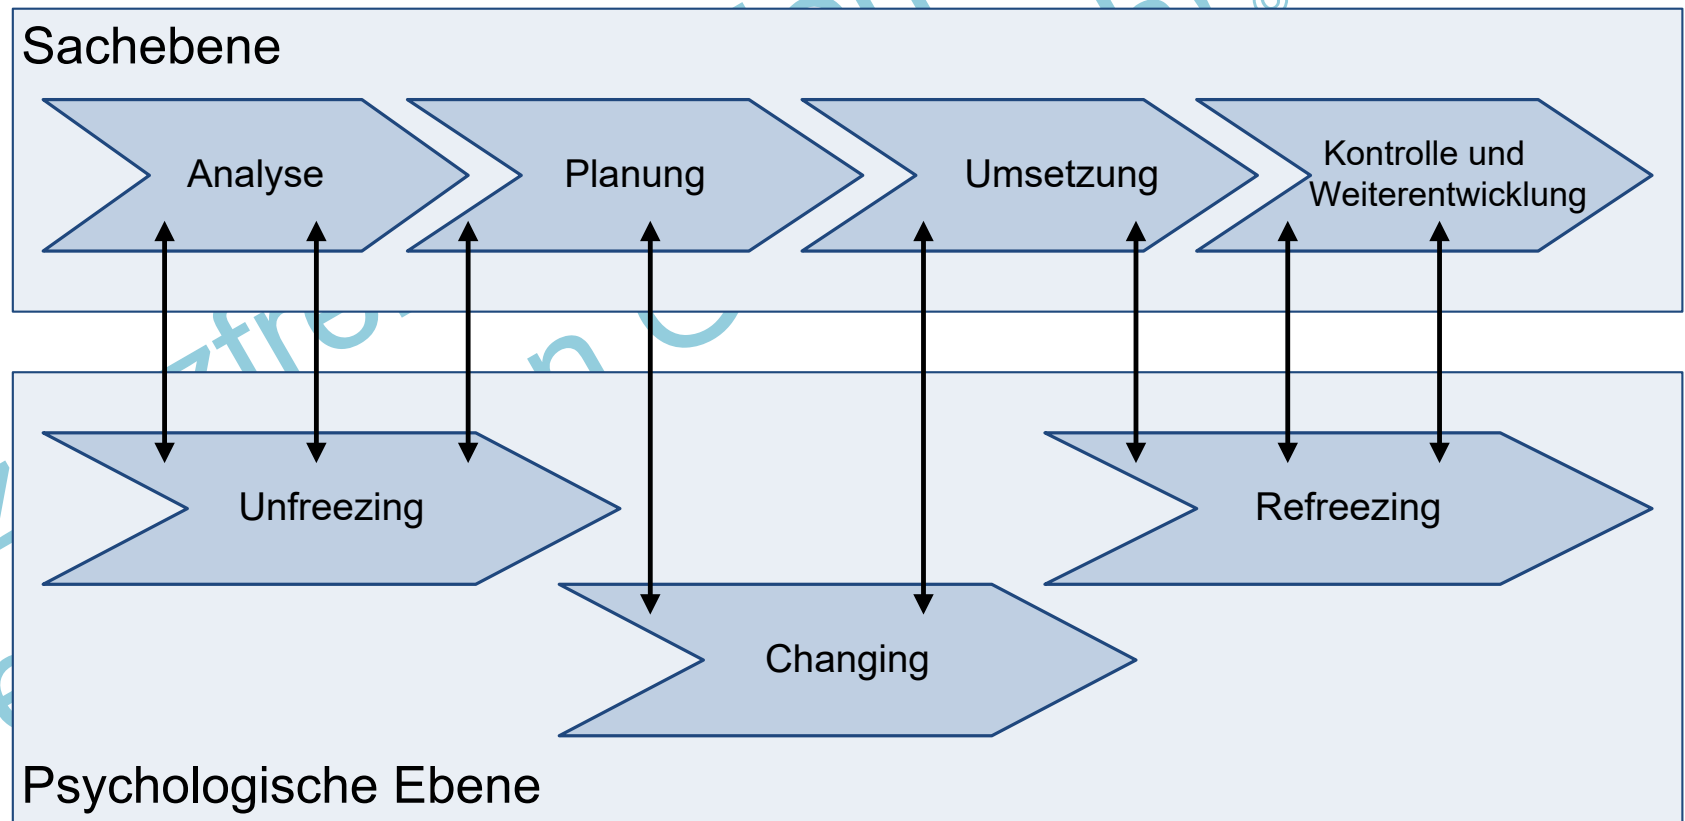 Sachebene
Analyse
Planung
Umsetzung
Kontrolle und
Weiterentwicklung
Unfreezing
Refreezing
Changing
Psychologische Ebene